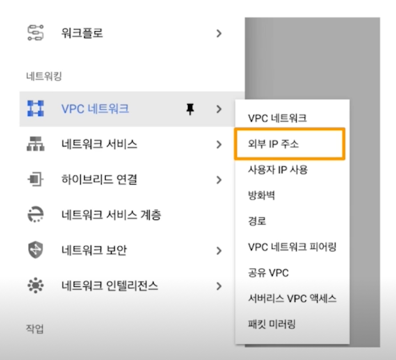 워크플로
네트워킹
VPC 네트워크
네트워크 서비스
하이브리드 연결
네트워크 서비스 계층
네트워크 보안
네트워크 인텔리전스
작업
VPC 네트워크
외부 IP 주소
사용자 IP 사용
방화벽
경로
VPC 네트워크 피어링
공유 VPC
서버리스 VPC 액세스
패킷 미러링